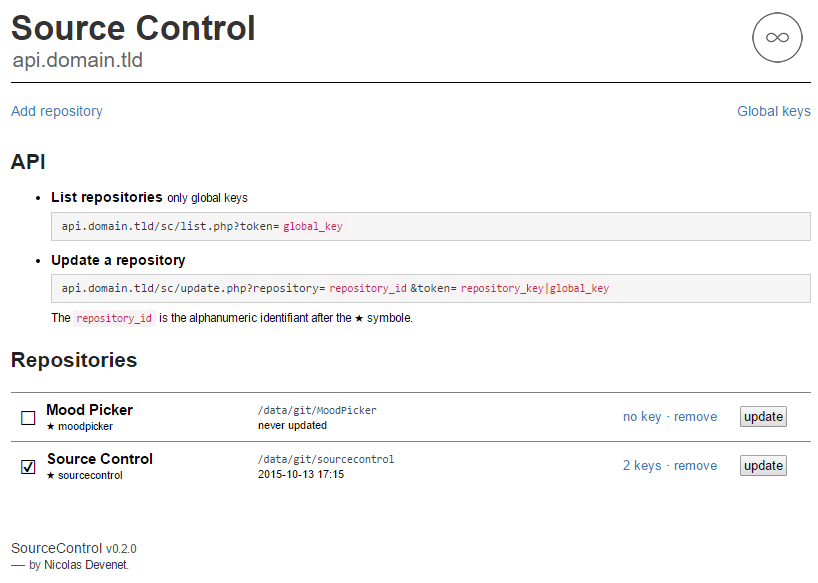 Source Control
api.domain.tld
Add repository Global keys
API
• List repositories only global keys
api.domain.tld/sc/list.php?token= global_key
• Update a repository
api.domain.tld/sc/update.php?repository= repository_id &token= repository_key|global_key
The repository_id is the alphanumeric identifiant after the ★ symbole.
Repositories
Mood Picker /data/git/MoodPicker no key · remove update
★ moodpicker never updated
Source Control /data/git/sourcecontrol 2 keys · remove update
★ sourcecontrol 2015-10-13 17:15
SourceControl v0.2.0
— by Nicolas Devenet.